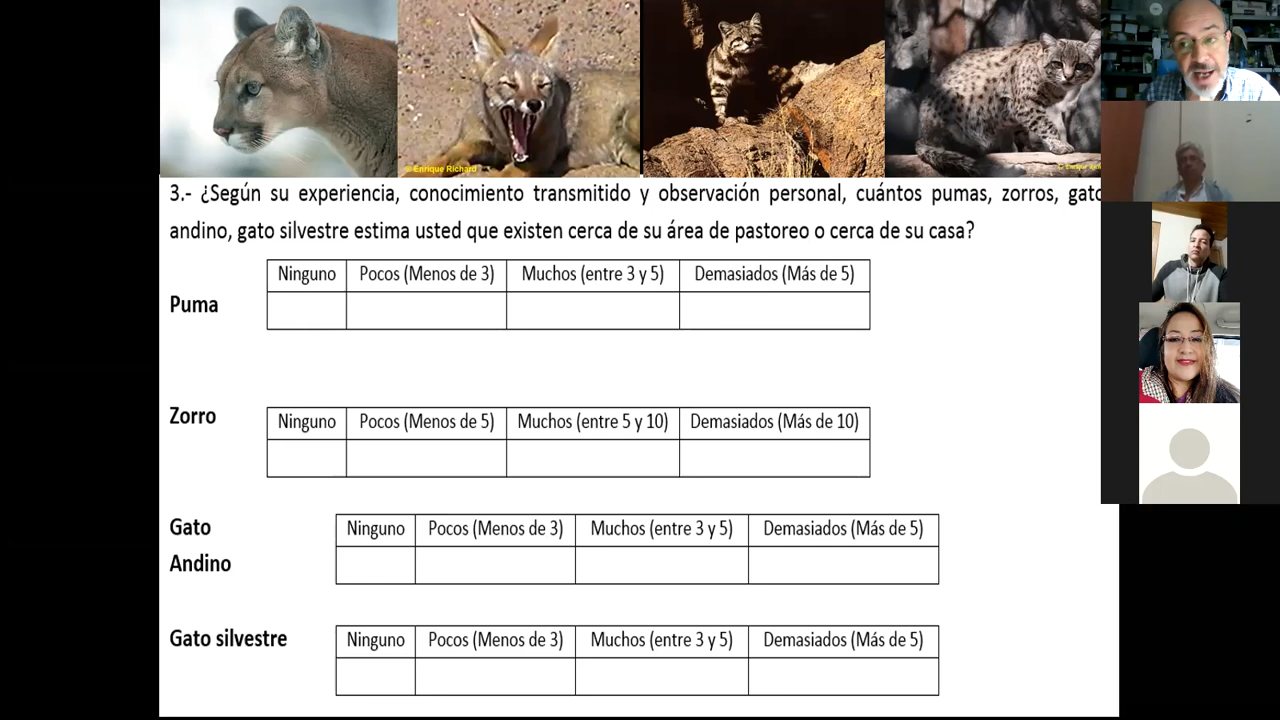 © Enrique Richard
© Enrique
3.- ¿Según su experiencia, conocimiento transmitido y observación personal, cuántos pumas, zorros, gato
andino, gato silvestre estima usted que existen cerca de su área de pastoreo o cerca de su casa?
Puma
Ninguno Pocos (Menos de 3) Muchos (entre 3 y 5) Demasiados (Más de 5)
Zorro
Ninguno Pocos (Menos de 5) Muchos (entre 5 y 10) Demasiados (Más de 10)
Gato
Andino
Ninguno Pocos (Menos de 3) Muchos (entre 3 y 5) Demasiados (Más de 5)
Gato silvestre
Ninguno Pocos (Menos de 3) Muchos (entre 3 y 5) Demasiados (Más de 5)